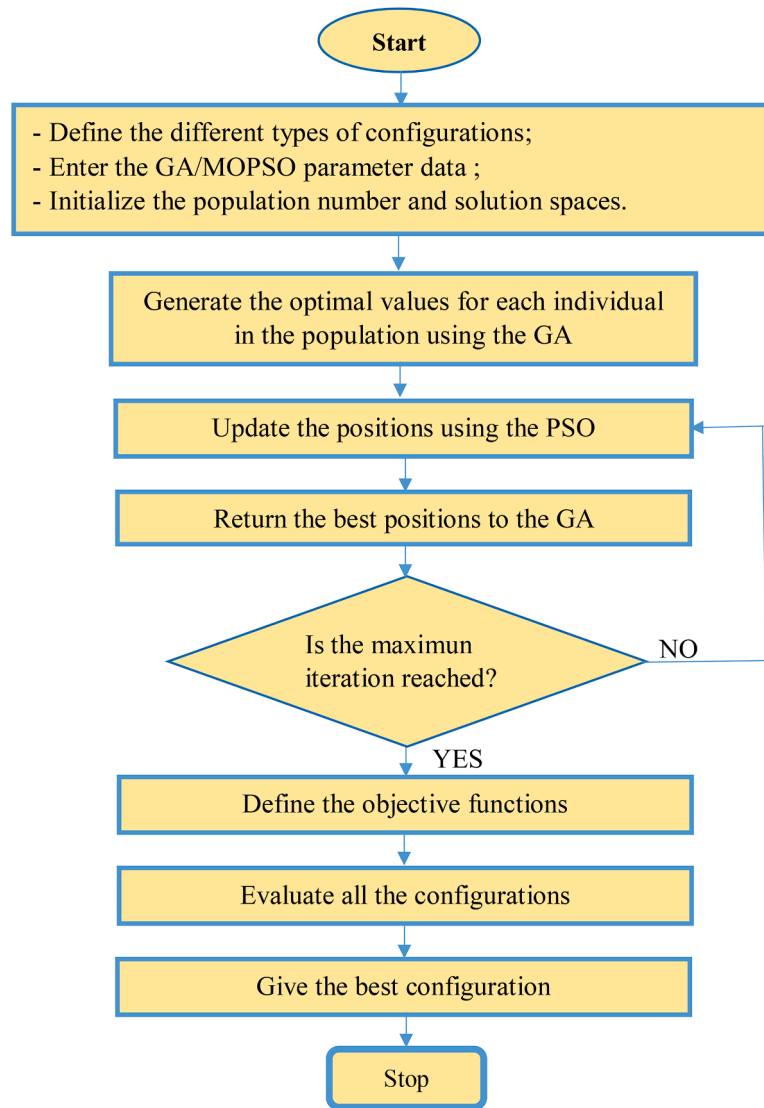 Start
- Define the different types of configurations;
- Enter the GA/MOPSO parameter data ;
- Initialize the population number and solution spaces.
Generate the optimal values for each individual
in the population using the GA
Update the positions using the PSO
Return the best positions to the GA
Is the maximun
iteration reached?
NO
YES
Define the objective functions
Evaluate all the configurations
Give the best configuration
Stop